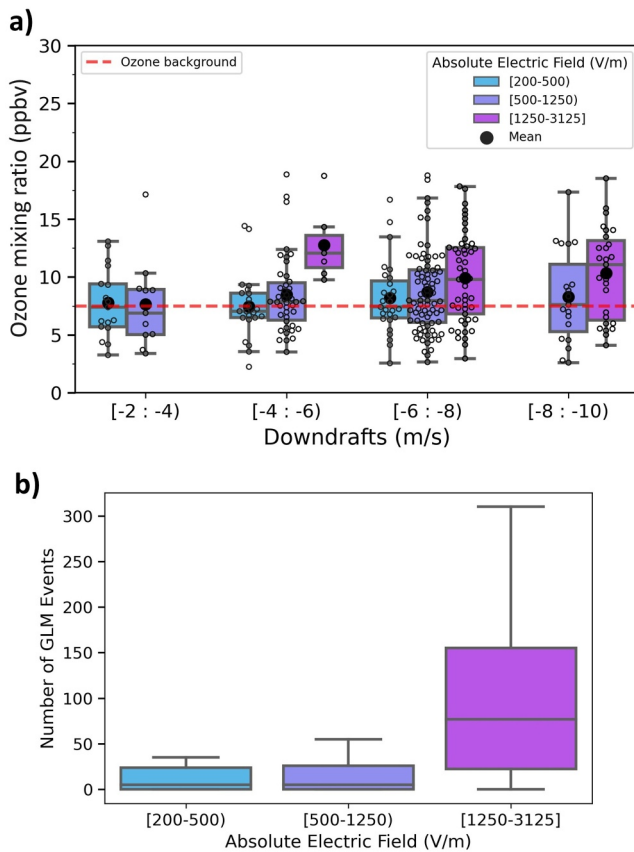 a)
Ozone mixing ratio (ppbv)
30
25
20
15
10
5
0
Ozone background
Absolute Electric Field (V/m)
[200-500)
[500-1250)
[1250-3125]
Mean
[-2 : -4) [-4 : -6) [-6 : -8) [-8 : -10)
Downdrafts (m/s)
b)
Number of GLM Events
300
250
200
150
100
50
0
[200-500) [500-1250) [1250-3125]
Absolute Electric Field (V/m)